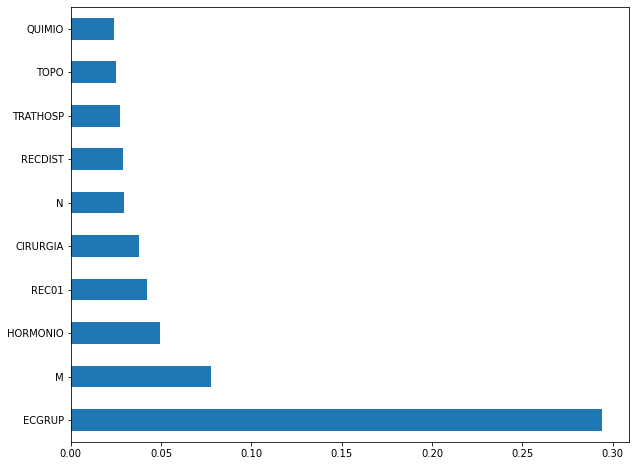 QUIMIO
TOPO
TRATHOSP
RECDIST
N
CIRURGIA
REC01
HORMONIO
M
ECGRUP
0.00 0.05 0.10 0.15 0.20 0.25 0.30